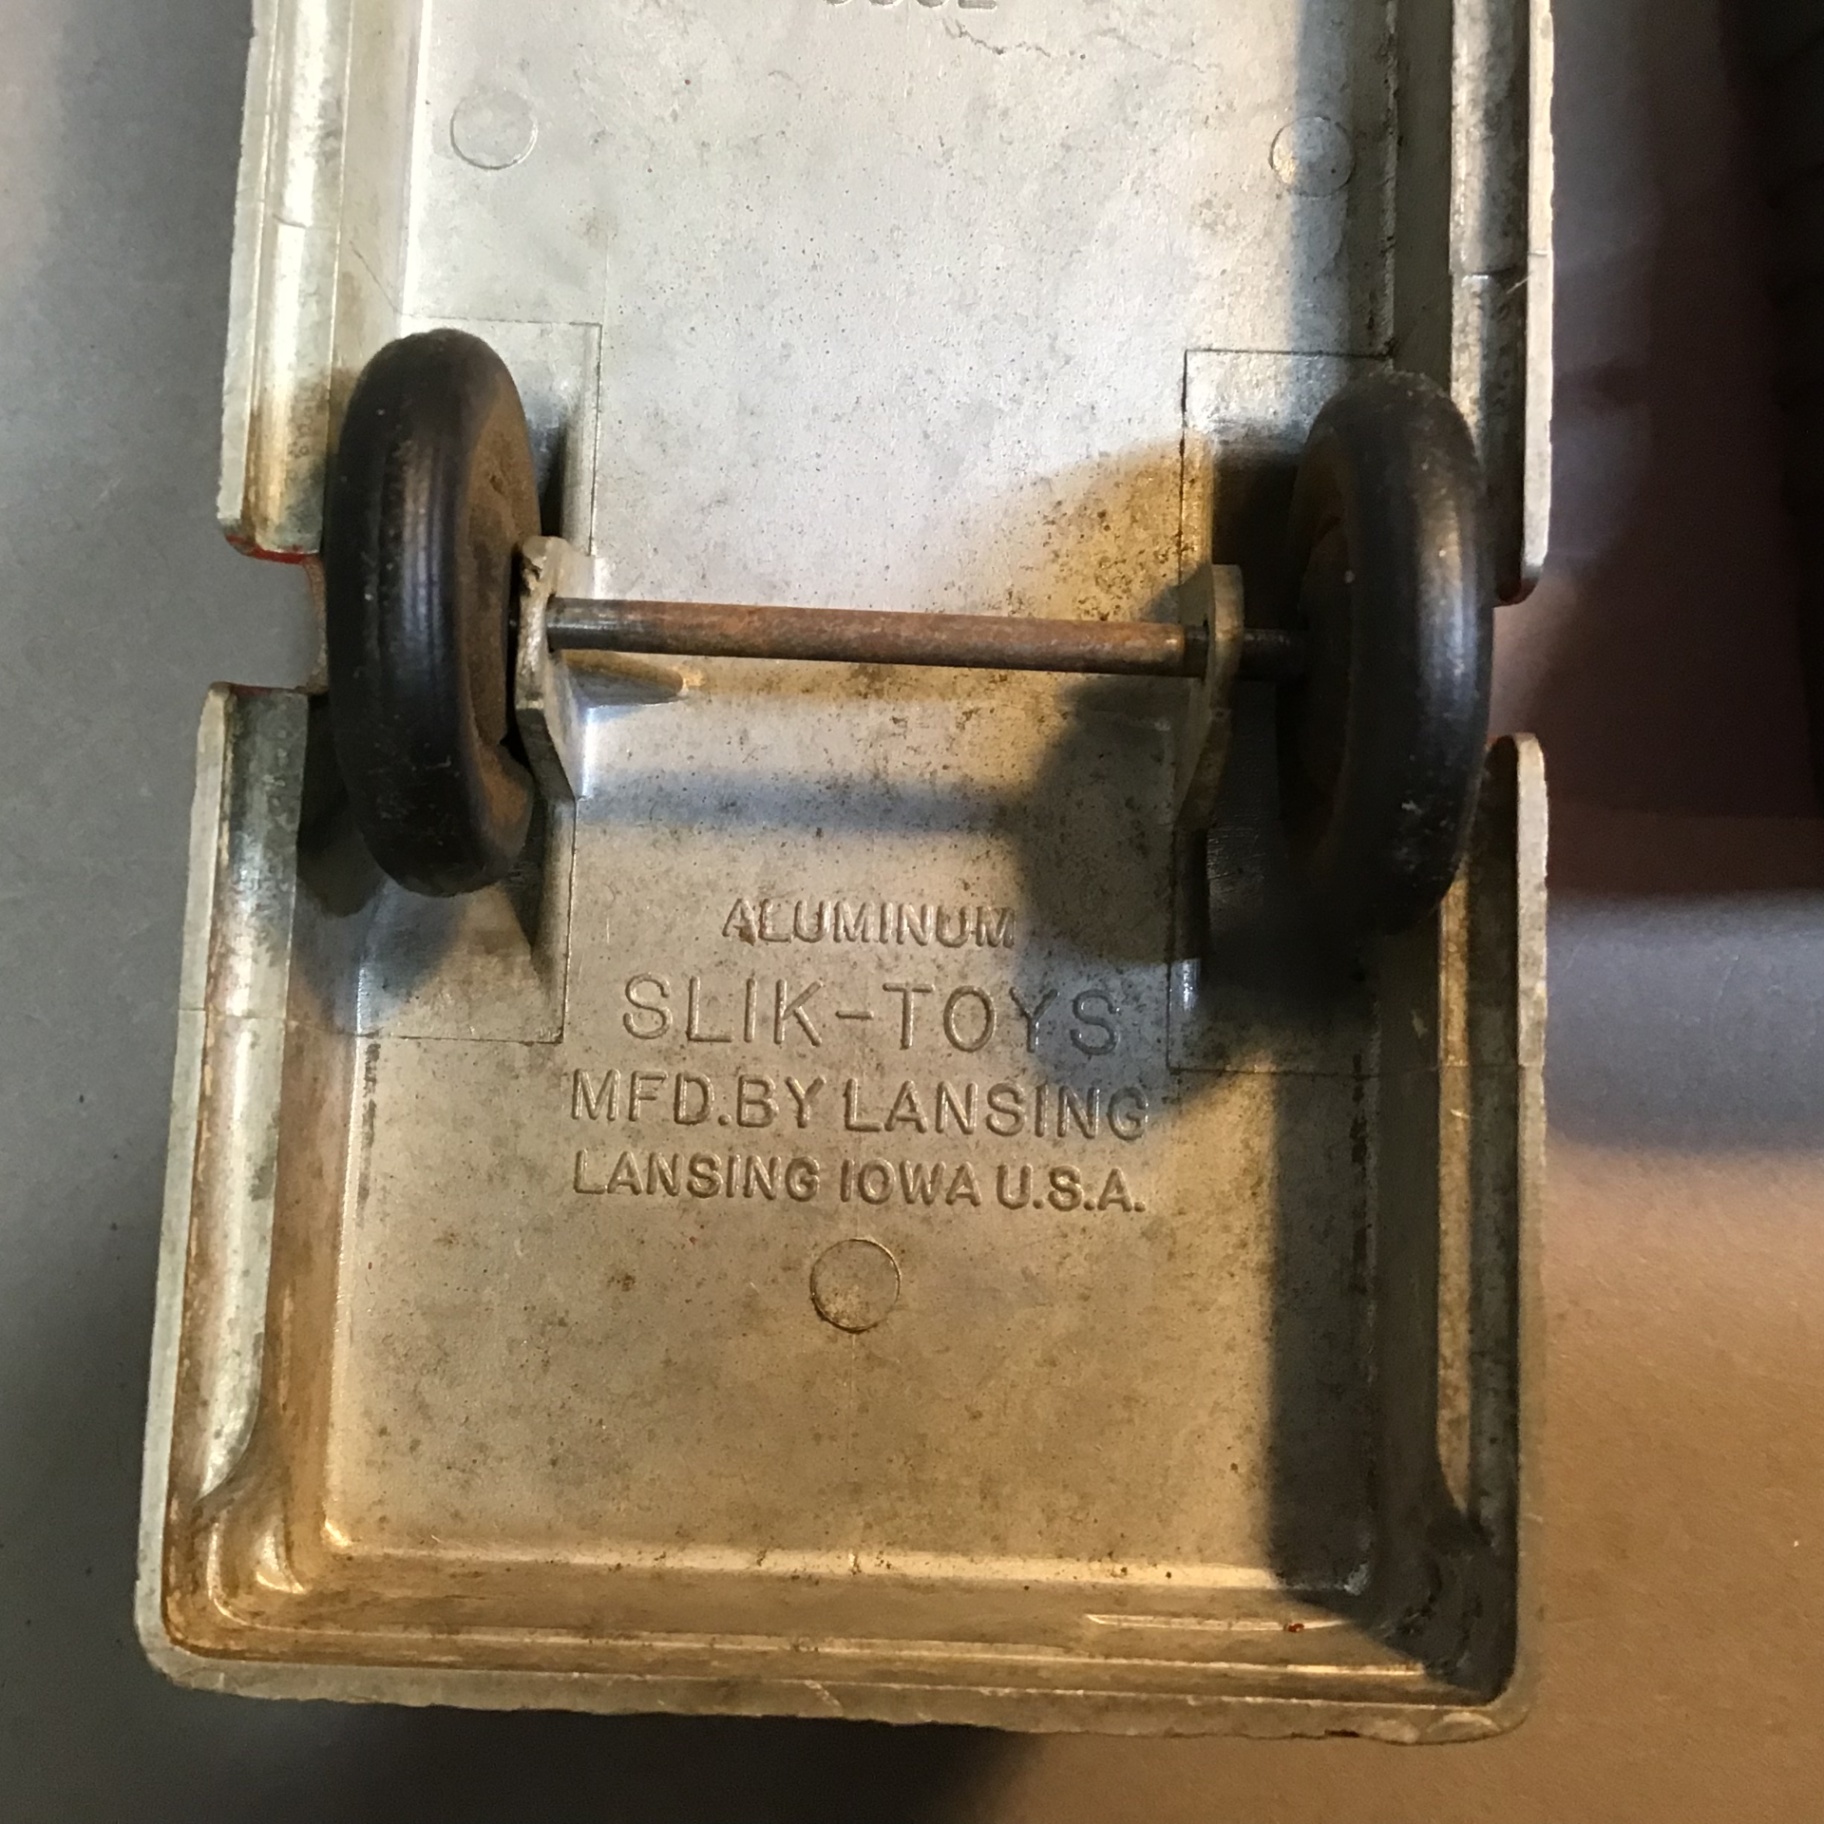 ALUMINUM
SLIK-TOYS
MFD.BY LANSING
LANSING IOWA U.S.A.